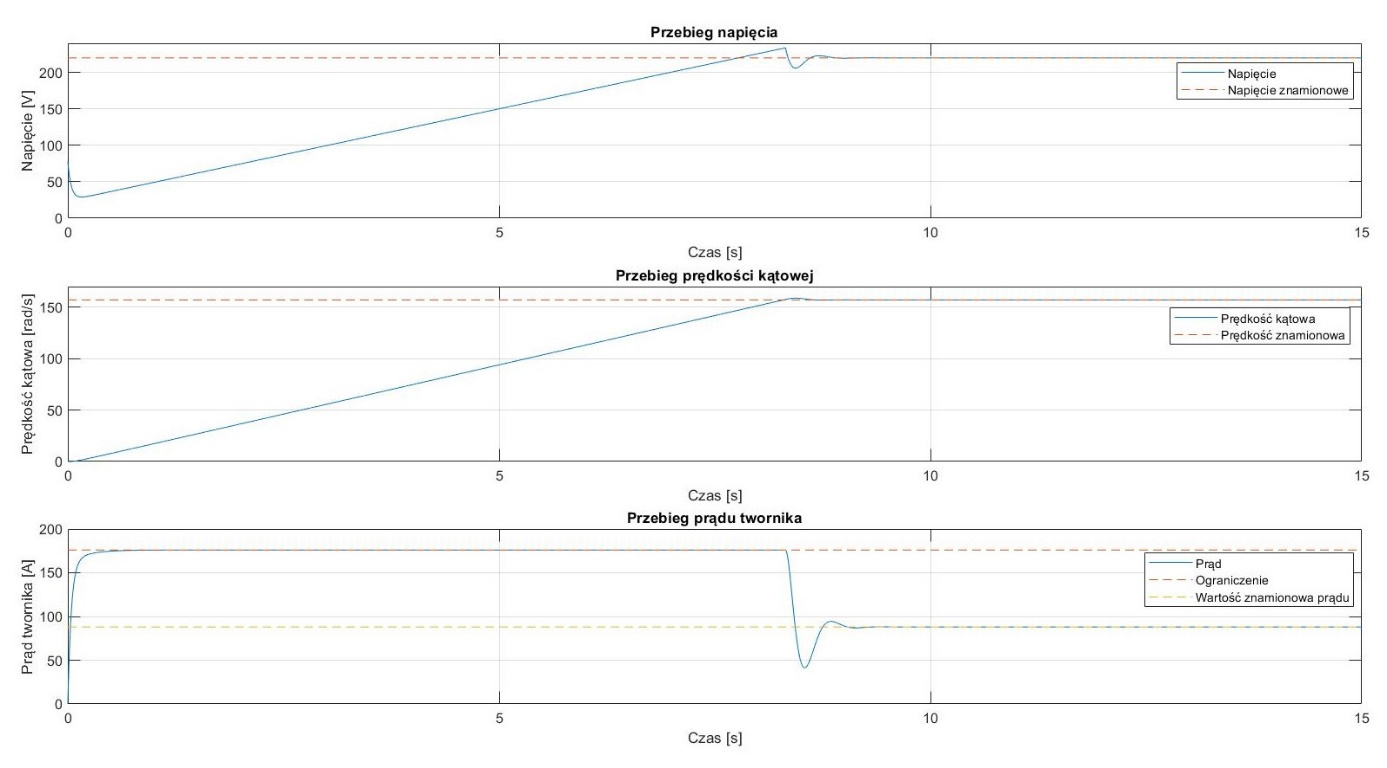 Przebieg napięcia
Napięcie [V]
200
150
100
50
0
Napięcie
Napięcie znamionowe
0 5 10 15
Czas [s]
Przebieg prędkości kątowej
Prędkość kątowa [rad/s]
150
100
50
0
Prędkość kątowa
Prędkość znamionowa
0 5 10 15
Czas [s]
Przebieg prądu twornika
Prąd twornika [A]
200
150
100
50
0
Prąd
Ograniczenie
Wartość znamionowa prądu
0 5 10 15
Czas [s]